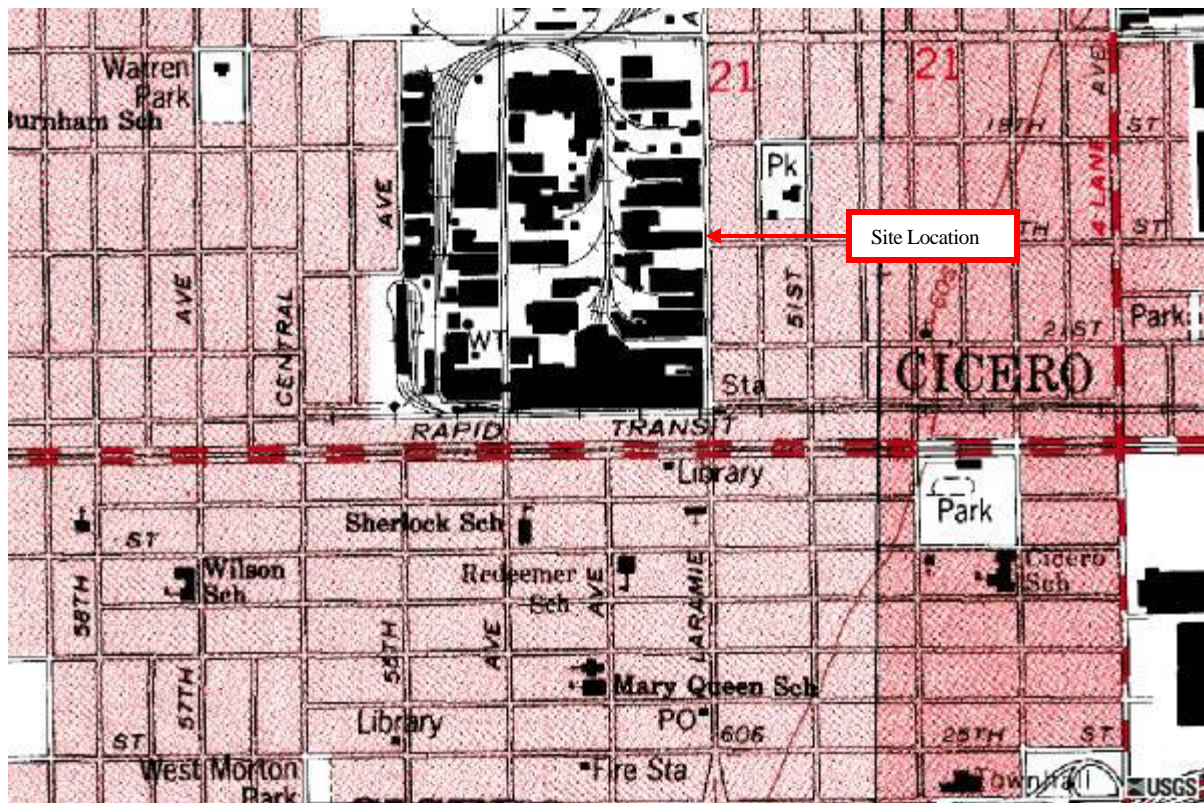 Warren
Park
Burnham Sch
21
21
AVE
18TH
ST
Pk
AVE
4 LANE
Site Location
TH
ST
AVE
CENTRAL
51ST
608
21ST
Park
WT
CICERO
Sta
RAPID TRANSIT
Library
Park
Sherlock Sch
ST
Wilson
Sch
Redeemer
Sch
AVE
LARAMIE
Cicero
Sch
58TH
55TH
AVE
57TH
Mary Queen Sch
Library
PO
606
25TH ST
ST
West Morton
Park
Fire Sta
Townhall
USGS